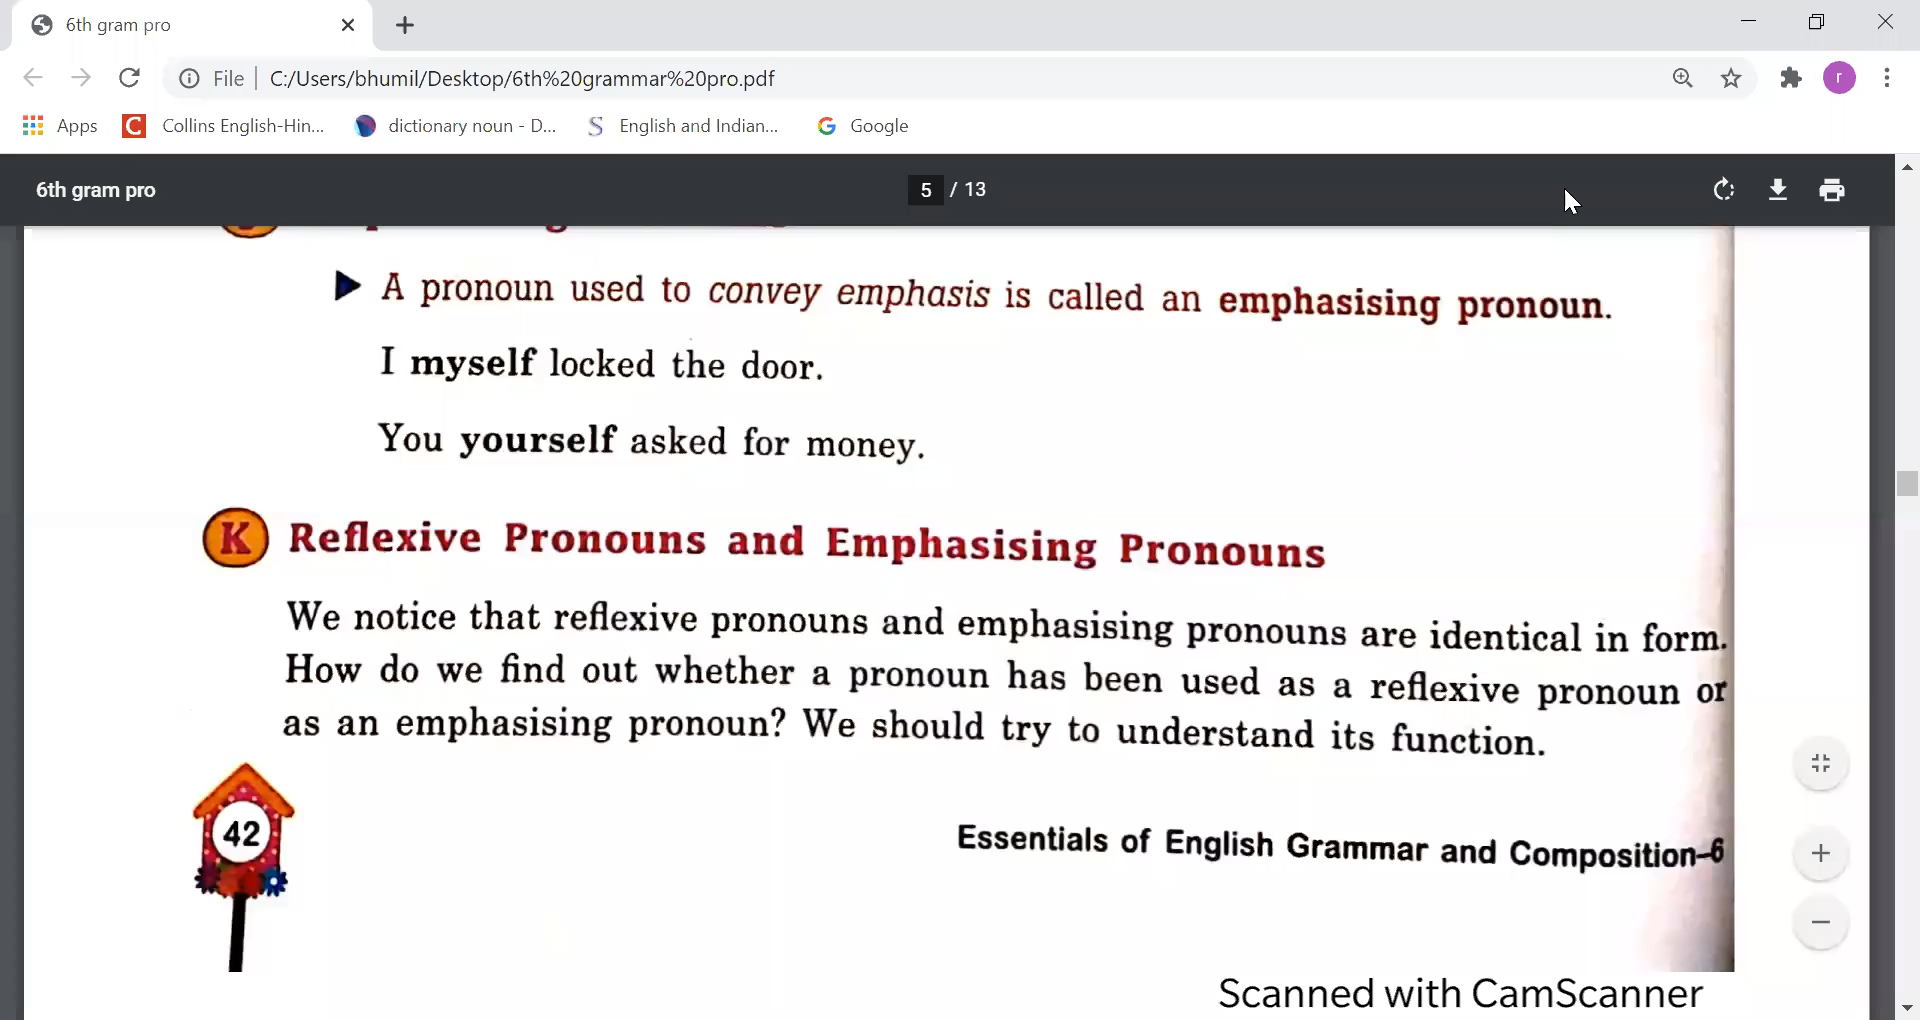 6th gram pro
File C:/Users/bhumil/Desktop/6th%20grammar%20pro.pdf
r
Apps Collins English-Hin... dictionary noun - D... English and Indian... Google
6th gram pro 5 / 13
A pronoun used to convey emphasis is called an emphasising pronoun.
I myself locked the door.
You yourself asked for money.
K Reflexive Pronouns and Emphasising Pronouns
We notice that reflexive pronouns and emphasising pronouns are identical in form.
How do we find out whether a pronoun has been used as a reflexive pronoun or
as an emphasising pronoun? We should try to understand its function.
42
Essentials of English Grammar and Composition–6
Scanned with CamScanner